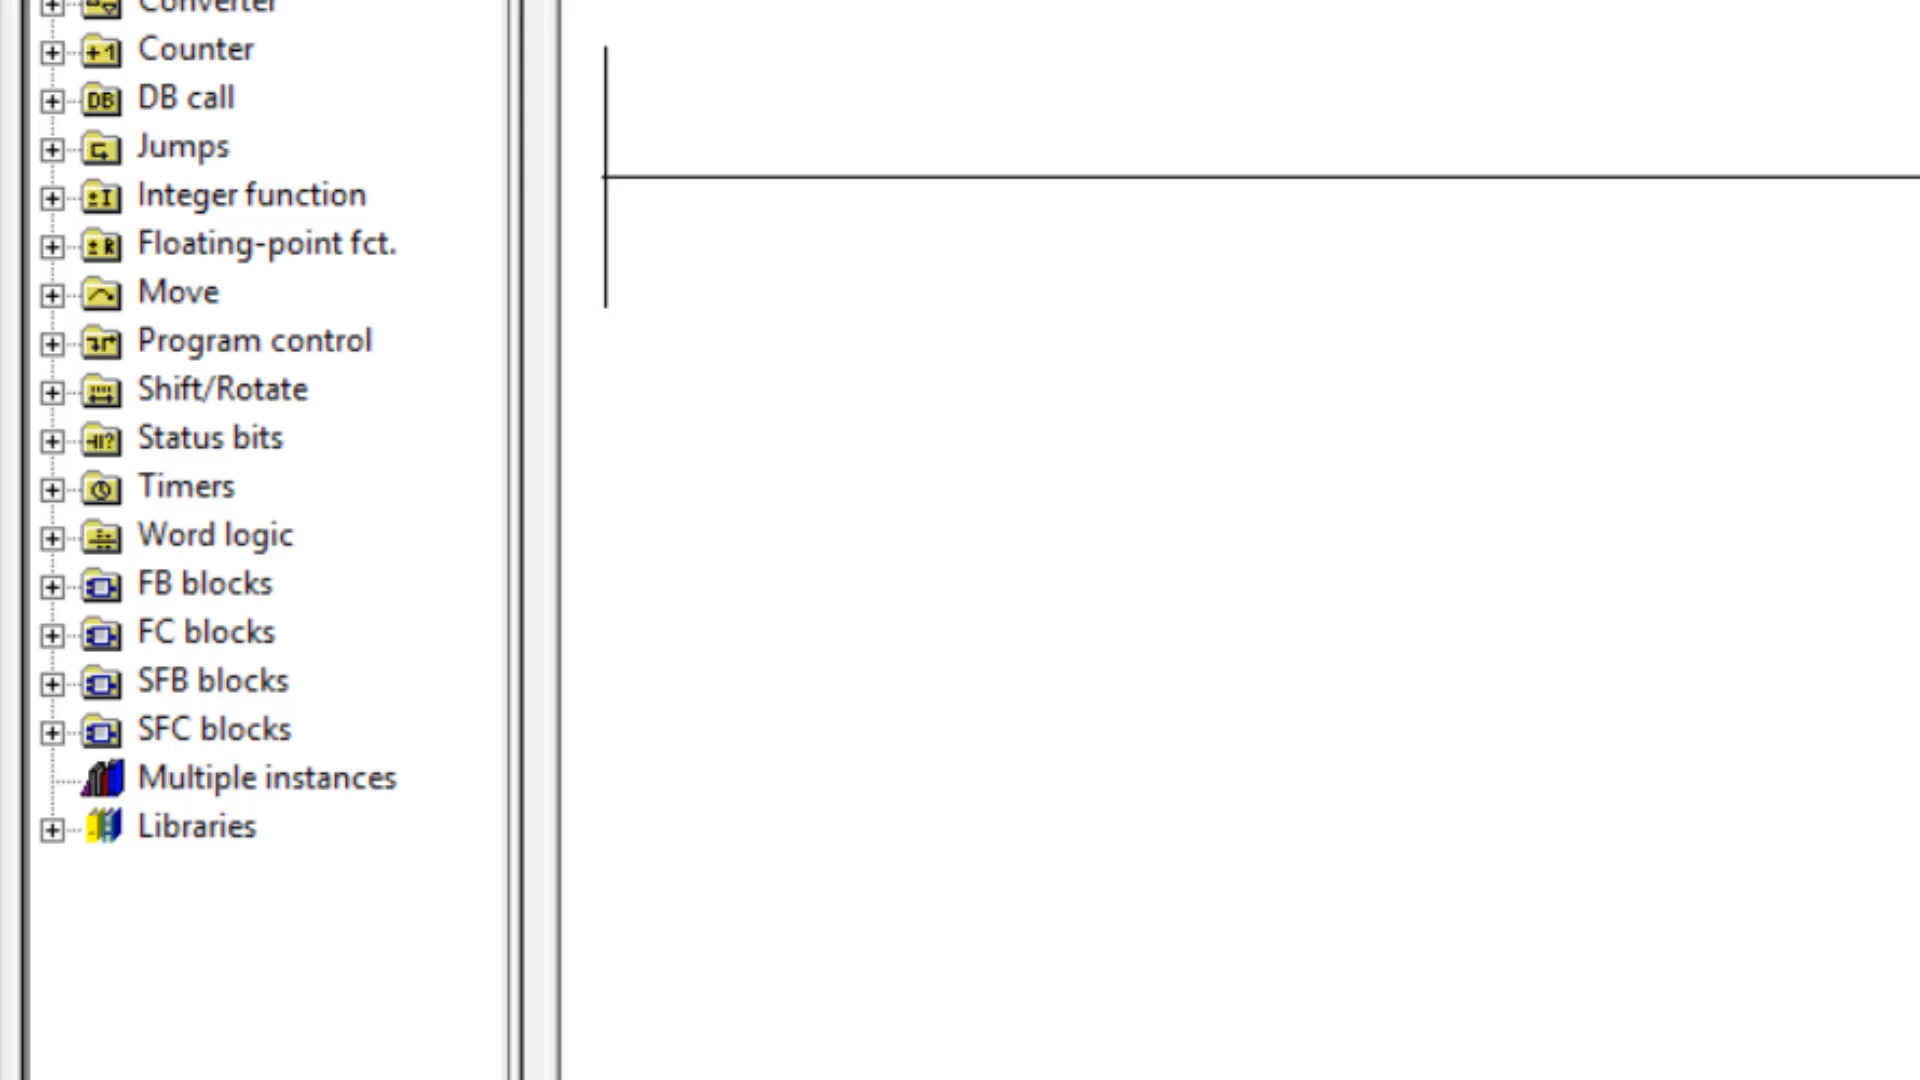 Converter
Counter
DB call
Jumps
Integer function
Floating-point fct.
Move
Program control
Shift/Rotate
Status bits
Timers
Word logic
FB blocks
FC blocks
SFB blocks
SFC blocks
Multiple instances
Libraries